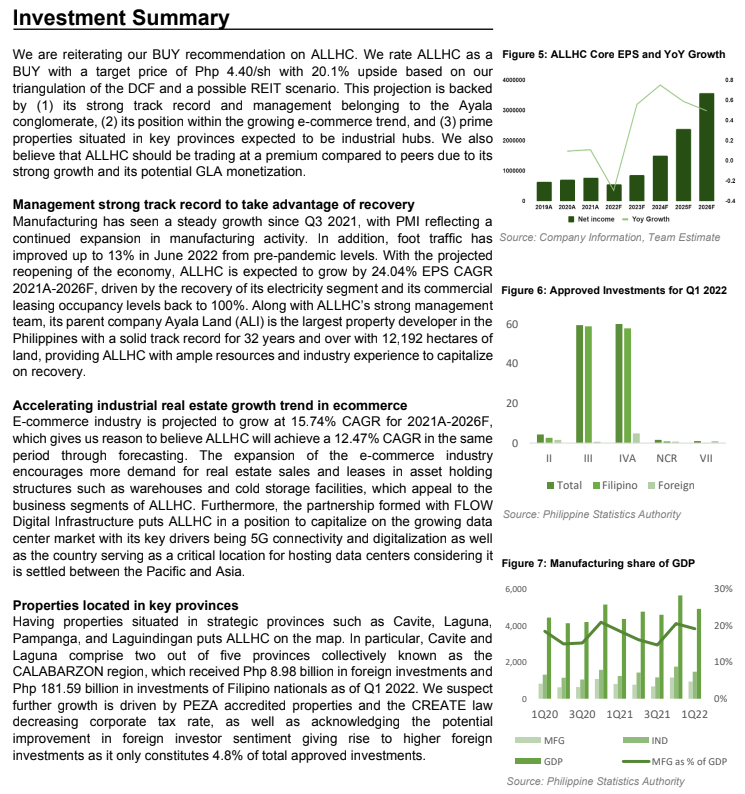 Investment Summary
We are reiterating our BUY recommendation on ALLHC. We rate ALLHC as a
BUY with a target price of Php 4.40/sh with 20.1% upside based on our
triangulation of the DCF and a possible REIT scenario. This projection is backed
by (1) its strong track record and management belonging to the Ayala
conglomerate, (2) its position within the growing e-commerce trend, and (3) prime
properties situated in key provinces expected to be industrial hubs. We also
believe that ALLHC should be trading at a premium compared to peers due to its
strong growth and its potential GLA monetization.
Management strong track record to take advantage of recovery
Manufacturing has seen a steady growth since Q3 2021, with PMI reflecting a
continued expansion in manufacturing activity. In addition, foot traffic has
improved up to 13% in June 2022 from pre-pandemic levels. With the projected
reopening of the economy, ALLHC is expected to grow by 24.04% EPS CAGR
2021A-2026F, driven by the recovery of its electricity segment and its commercial
leasing occupancy levels back to 100%. Along with ALLHC's strong management
team, its parent company Ayala Land (ALI) is the largest property developer in the
Philippines with a solid track record for 32 years and over with 12,192 hectares of
land, providing ALLHC with ample resources and industry experience to capitalize
on recovery.
Accelerating industrial real estate growth trend in ecommerce
E-commerce industry is projected to grow at 15.74% CAGR for 2021A-2026F,
which gives us reason to believe ALLHC will achieve a 12.47% CAGR in the same
period through forecasting. The expansion of the e-commerce industry
encourages more demand for real estate sales and leases in asset holding
structures such as warehouses and cold storage facilities, which appeal to the
business segments of ALLHC. Furthermore, the partnership formed with FLOW
Digital Infrastructure puts ALLHC in a position to capitalize on the growing data
center market with its key drivers being 5G connectivity and digitalization as well
as the country serving as a critical location for hosting data centers considering it
is settled between the Pacific and Asia.
Properties located in key provinces
Having properties situated in strategic provinces such as Cavite, Laguna,
Pampanga, and Laguindingan puts ALLHC on the map. In particular, Cavite and
Laguna comprise two out of five provinces collectively known as the
CALABARZON region, which received Php 8.98 billion in foreign investments and
Php 181.59 billion in investments of Filipino nationals as of Q1 2022. We suspect
further growth is driven by PEZA accredited properties and the CREATE law
decreasing corporate tax rate, as well as acknowledging the potential
improvement in foreign investor sentiment giving rise to higher foreign
investments as it only constitutes 4.8% of total approved investments.
Figure 5: ALLHC Core EPS and YoY Growth
4000000 0.8
0.6
3000000
0.4
2000000 0.2
0.0
1000000
-0.2
0 -0.4
2019A 2020A 2021A 2022F 2023F 2024F 2025F 2026F
Net income Yoy Growth
Source: Company Information, Team Estimate
Figure 6: Approved Investments for Q1 2022
60
40
20
0
II III IVA NCR VII
Total Filipino Foreign
Source: Philippine Statistics Authority
Figure 7: Manufacturing share of GDP
6,000 30%
4,000 20%
2,000 10%
0 0%
1Q20 3Q20 1Q21 3Q21 1Q22
MFG IND
GDP MFG as % of GDP
Source: Philippine Statistics Authority